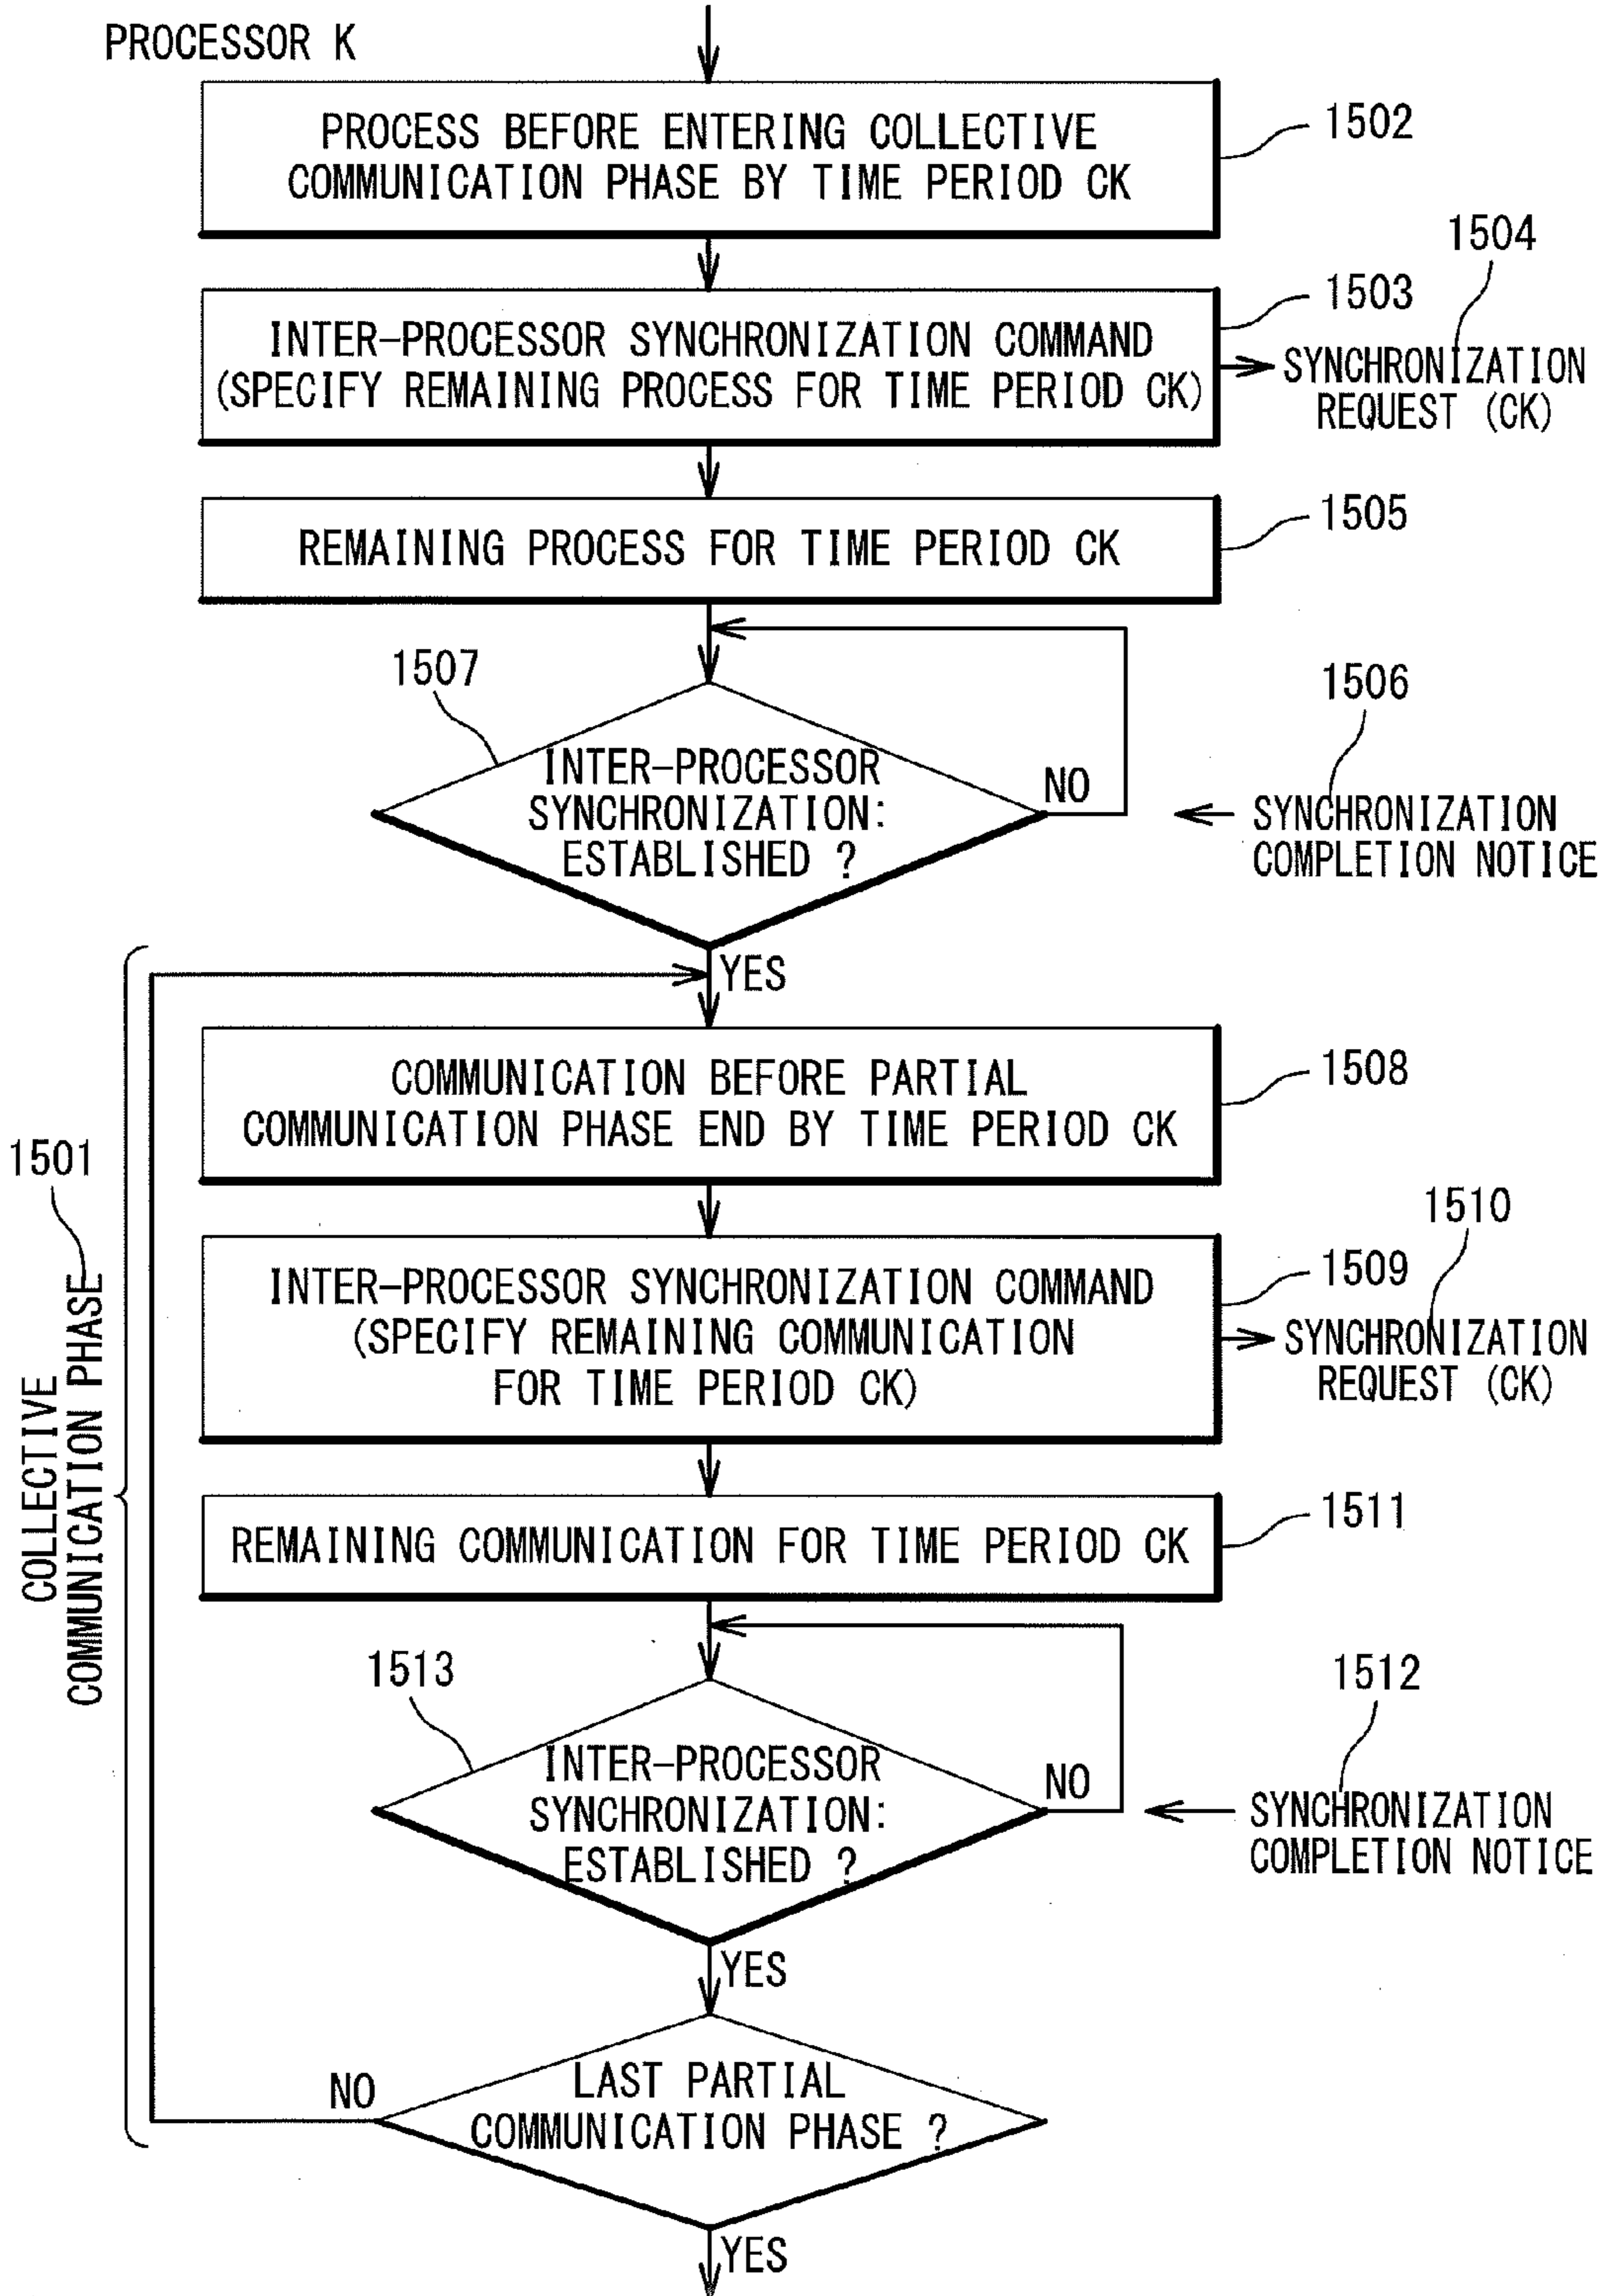 PROCESSOR K
PROCESS BEFORE ENTERING COLLECTIVE
COMMUNICATION PHASE BY TIME PERIOD CK
1502
1504
INTER-PROCESSOR SYNCHRONIZATION COMMAND
(SPECIFY REMAINING PROCESS FOR TIME PERIOD CK)
1503
SYNCHRONIZATION
REQUEST (CK)
REMAINING PROCESS FOR TIME PERIOD CK
1505
1507
INTER-PROCESSOR
SYNCHRONIZATION:
ESTABLISHED ?
NO
1506
SYNCHRONIZATION
COMPLETION NOTICE
YES
1501
COLLECTIVE
COMMUNICATION PHASE
COMMUNICATION BEFORE PARTIAL
COMMUNICATION PHASE END BY TIME PERIOD CK
1508
1510
INTER-PROCESSOR SYNCHRONIZATION COMMAND
(SPECIFY REMAINING COMMUNICATION
FOR TIME PERIOD CK)
1509
SYNCHRONIZATION
REQUEST (CK)
REMAINING COMMUNICATION FOR TIME PERIOD CK
1511
1513
INTER-PROCESSOR
SYNCHRONIZATION:
ESTABLISHED ?
NO
1512
SYNCHRONIZATION
COMPLETION NOTICE
YES
LAST PARTIAL
COMMUNICATION PHASE ?
NO
YES